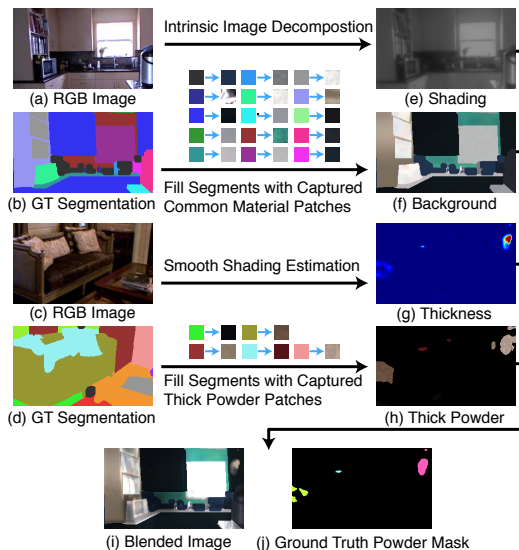 Intrinsic Image Decompostion
(a) RGB Image
(e) Shading
(b) GT Segmentation
Fill Segments with Captured
Common Material Patches
(f) Background
Smooth Shading Estimation
(c) RGB Image
(g) Thickness
(d) GT Segmentation
Fill Segments with Captured
Thick Powder Patches
(h) Thick Powder
(i) Blended Image
(j) Ground Truth Powder Mask